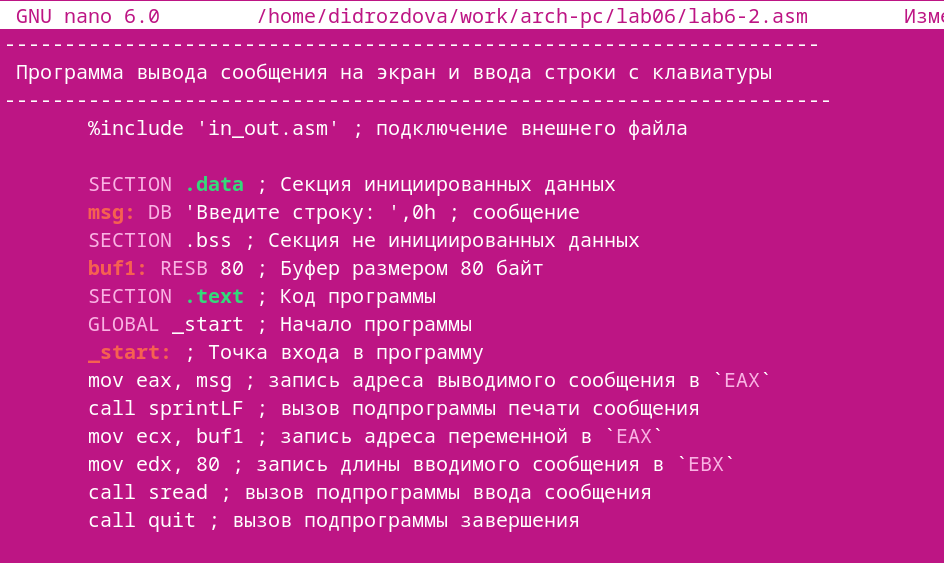 GNU nano 6.0 /home/didrozdova/work/arch-pc/lab06/lab6-2.asm Изме
--------------------------------------------------------------------
Программа вывода сообщения на экран и ввода строки с клавиатуры
---------------------------------------------------------------------
%include 'in_out.asm' ; подключение внешнего файла
SECTION .data ; Секция инициированных данных
msg: DB 'Введите строку: ',0h ; сообщение
SECTION .bss ; Секция не инициированных данных
buf1: RESB 80 ; Буфер размером 80 байт
SECTION .text ; Код программы
GLOBAL _start ; Начало программы
_start: ; Точка входа в программу
mov eax, msg ; запись адреса выводимого сообщения в `EAX`
call sprintLF ; вызов подпрограммы печати сообщения
mov ecx, buf1 ; запись адреса переменной в `EAX`
mov edx, 80 ; запись длины вводимого сообщения в `EBX`
call sread ; вызов подпрограммы ввода сообщения
call quit ; вызов подпрограммы завершения